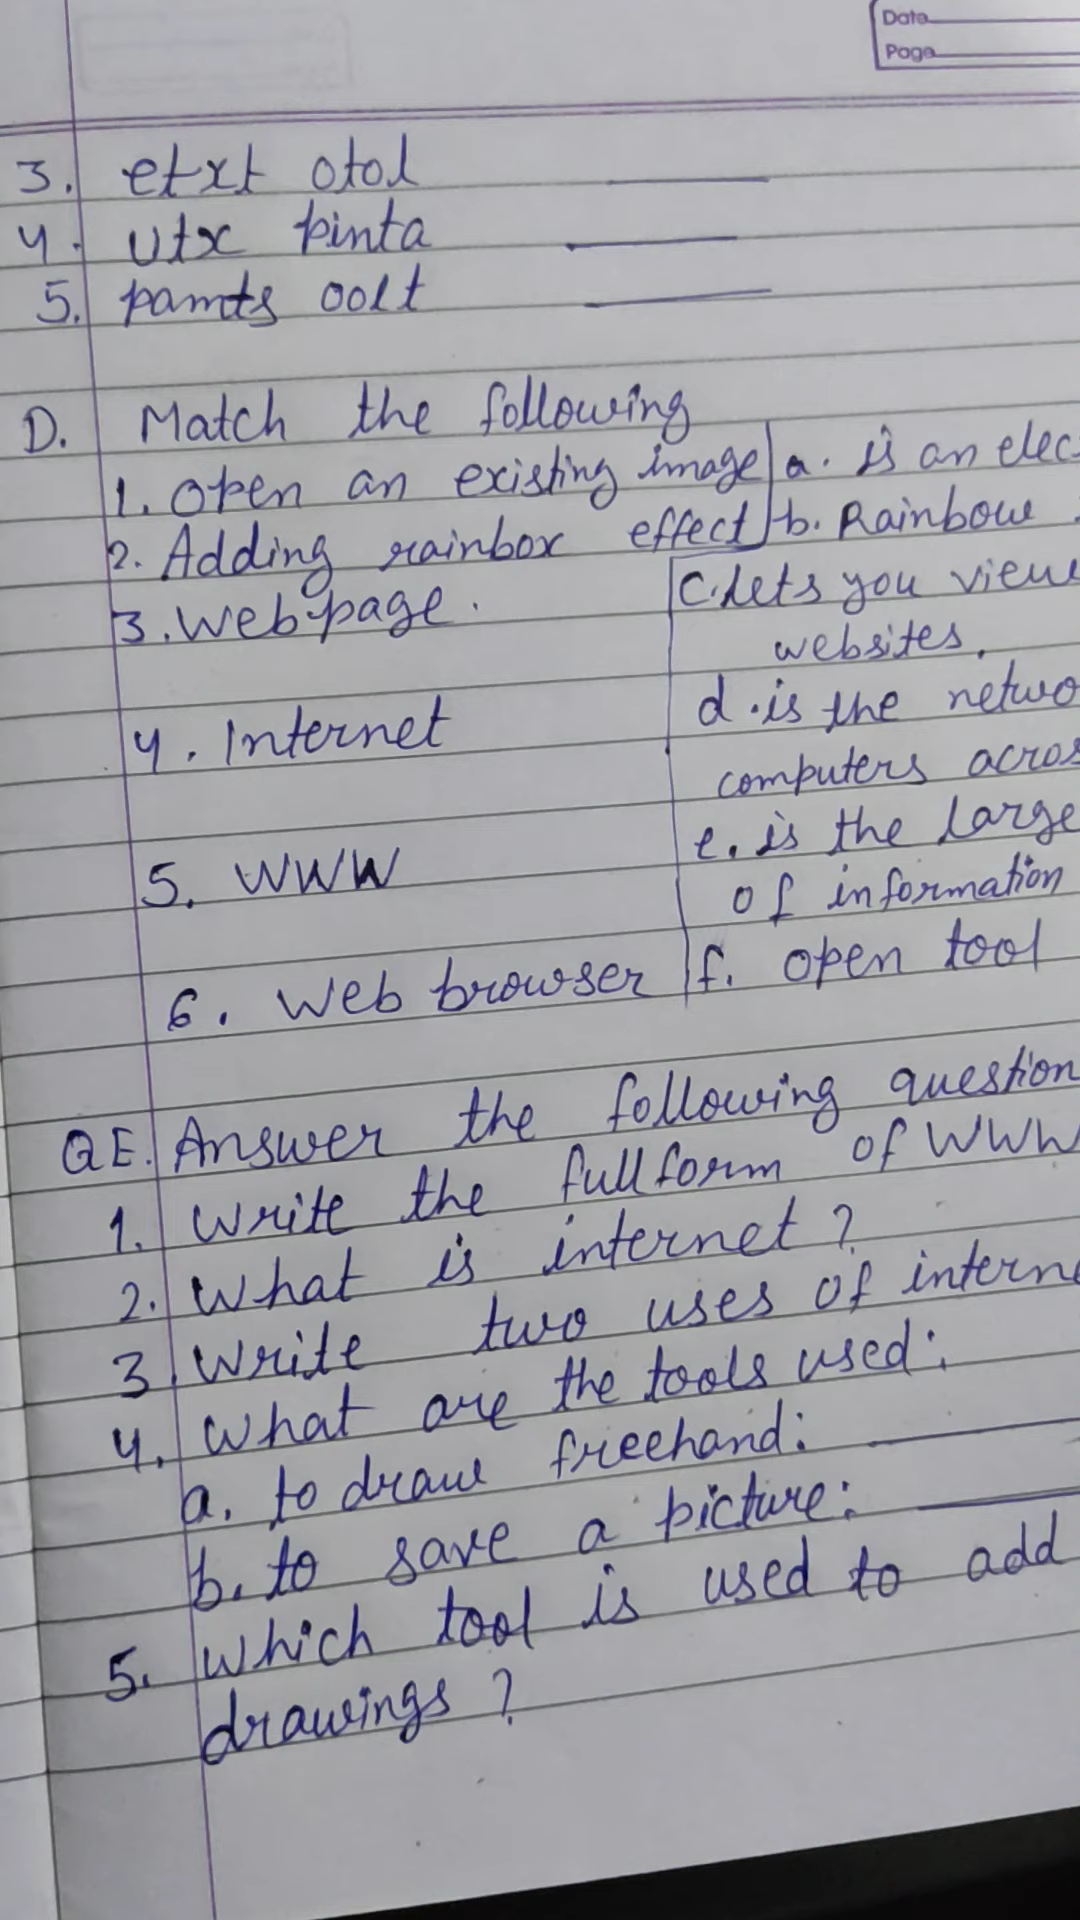 Date
Page
3. etxt otol
4. Utx pinta
5. pamts oolt
D. Match the following
1. Open an existing image a. is an elec
2. Adding rainbox effect b. Rainbow
3. Web page. C. Lets you view
websites.
4. Internet d. is the netwo
computers acros
5. WWW e. is the large
of information
6. Web browser f. open tool
QE. Answer the following question
1. Write the full form of WWW
2. What is internet?
3. Write two uses of interne
4. What are the tools used:
a. to draw freehand:
b. to save a picture:
5. Which tool is used to add
drawings?